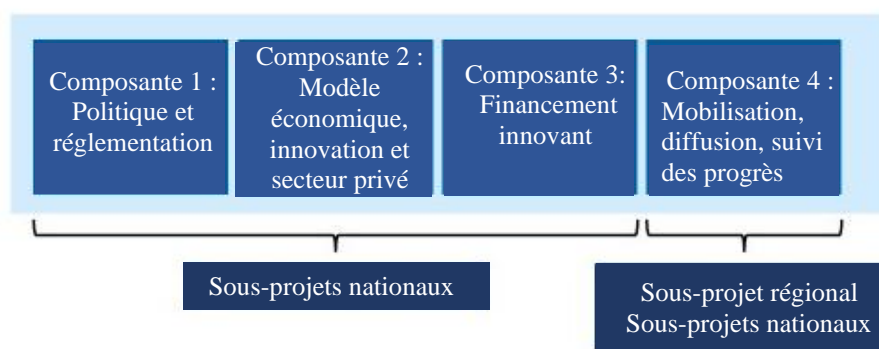 Composante 1 :
Politique et
réglementation
Composante 2 :
Modèle
économique,
innovation et
secteur privé
Composante 3:
Financement
innovant
Composante 4 :
Mobilisation,
diffusion, suivi
des progrès
Sous-projets nationaux
Sous-projet régional
Sous-projets nationaux